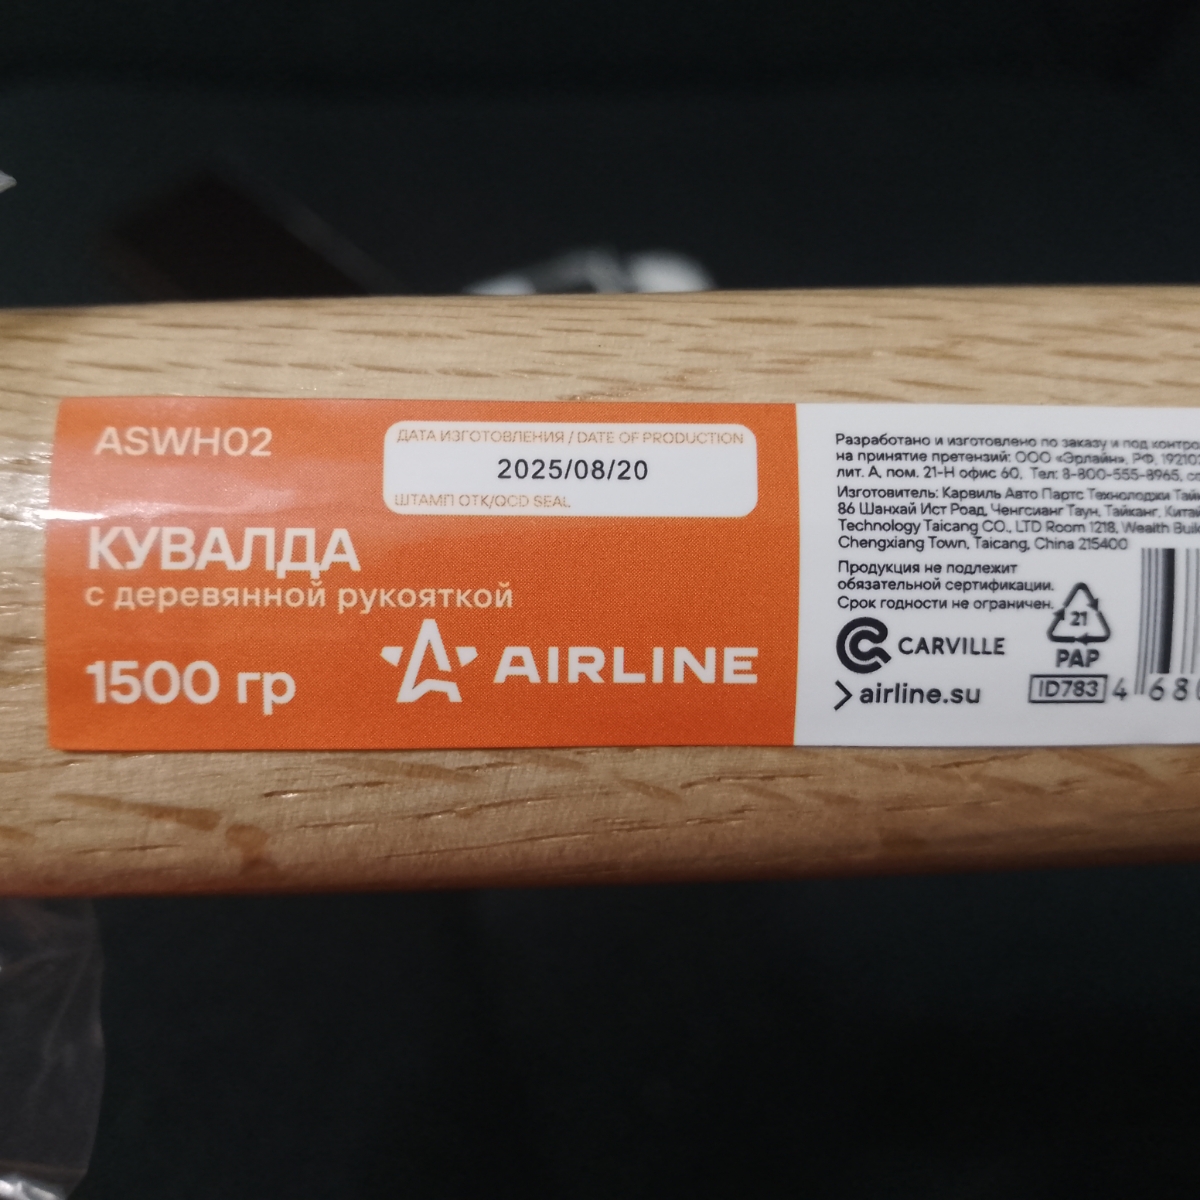 ASWH02
ДАТА ИЗГОТОВЛЕНИЯ / DATE OF PRODUCTION
2025/08/20
ШТАМП ОТК/QCD SEAL
КУВАЛДА
с деревянной рукояткой
1500 гр
AIRLINE
Разработано и изготовлено по заказу и под
на принятие претензий: ООО «Эрлайн», РФ,
лит. А, пом. 21-Н офис 60. Тел: 8-800-555-8965,
Изготовитель: Карвиль Авто Партс Технолоджи
86 Шанхай Ист Роад, Ченгсианг Таун, Тайканг,
Technology Taicang CO., LTD Room 1218, Wealth
Chengxiang Town, Taicang, China 215400
Продукция не подлежит
обязательной сертификации.
Срок годности не ограничен.
21
PAP
CARVILLE
airline.su
ID783
4 680